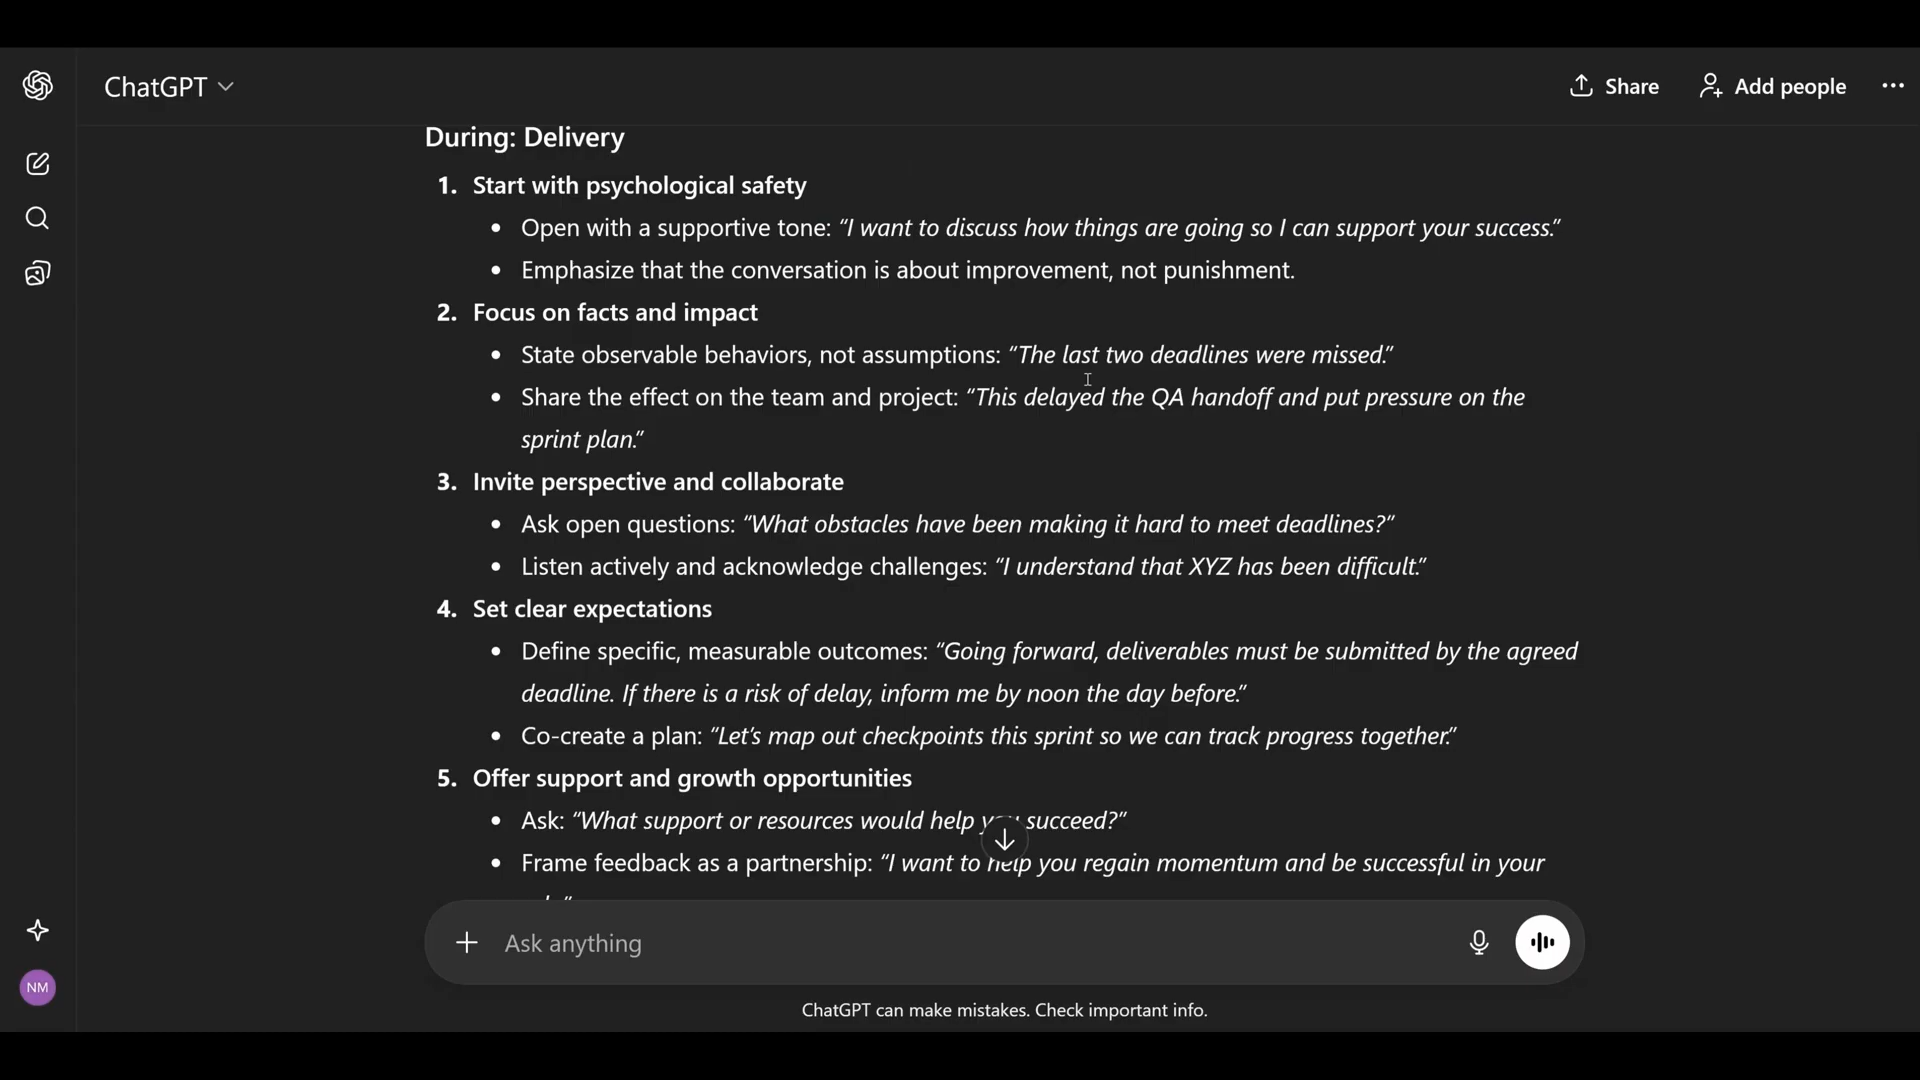 ChatGPT
Share
Add people
During: Delivery
1. Start with psychological safety
• Open with a supportive tone: “I want to discuss how things are going so I can support your success.”
• Emphasize that the conversation is about improvement, not punishment.
2. Focus on facts and impact
• State observable behaviors, not assumptions: “The last two deadlines were missed.”
• Share the effect on the team and project: “This delayed the QA handoff and put pressure on the
sprint plan.”
3. Invite perspective and collaborate
• Ask open questions: “What obstacles have been making it hard to meet deadlines?”
• Listen actively and acknowledge challenges: “I understand that XYZ has been difficult.”
4. Set clear expectations
• Define specific, measurable outcomes: “Going forward, deliverables must be submitted by the agreed
deadline. If there is a risk of delay, inform me by noon the day before.”
• Co-create a plan: “Let’s map out checkpoints this sprint so we can track progress together.”
5. Offer support and growth opportunities
• Ask: “What support or resources would help you succeed?”
• Frame feedback as a partnership: “I want to help you regain momentum and be successful in your
Ask anything
NM
ChatGPT can make mistakes. Check important info.